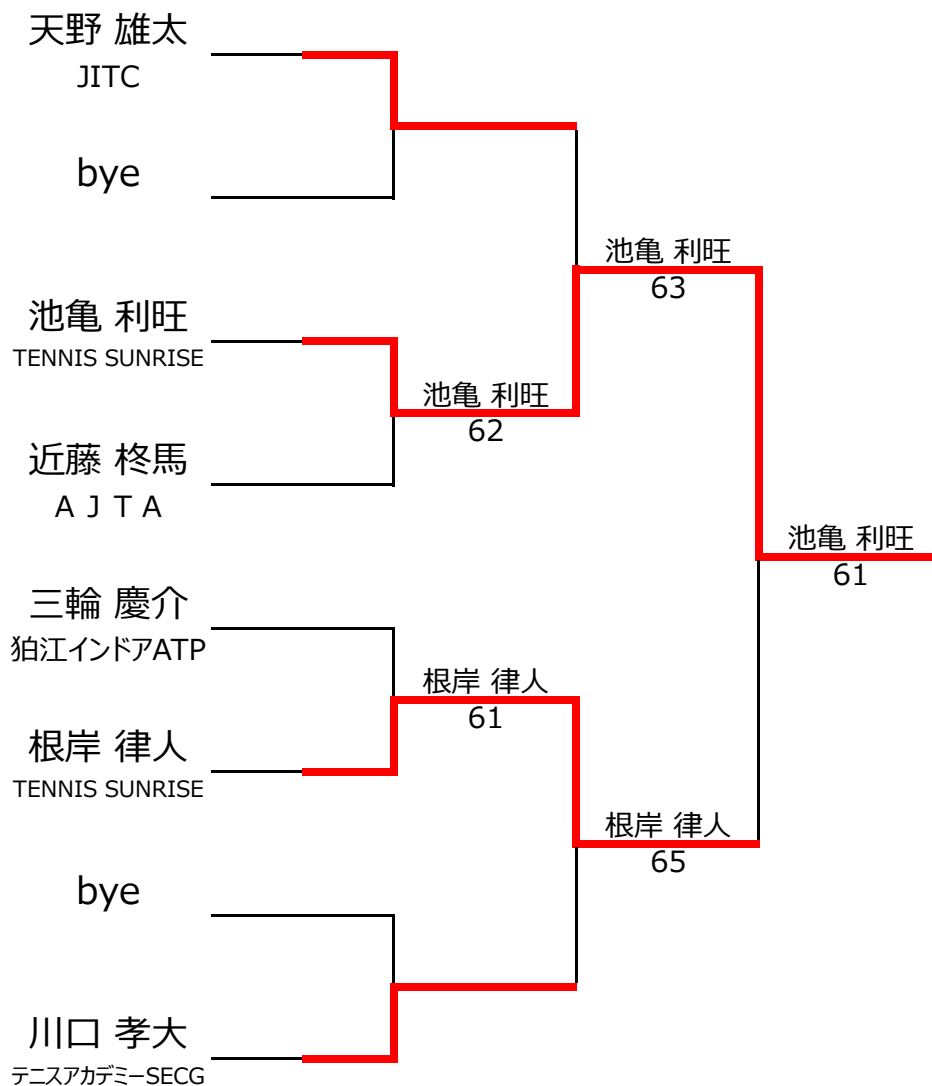 天野 雄太
JITC
bye
池亀 利旺
TENNIS SUNRISE
近藤 柊馬
A J T A
三輪 慶介
狛江インドアATP
根岸 律人
TENNIS SUNRISE
bye
川口 孝大
テニスアカデミーSECG
池亀 利旺
62
根岸 律人
61
池亀 利旺
63
根岸 律人
65
池亀 利旺
61